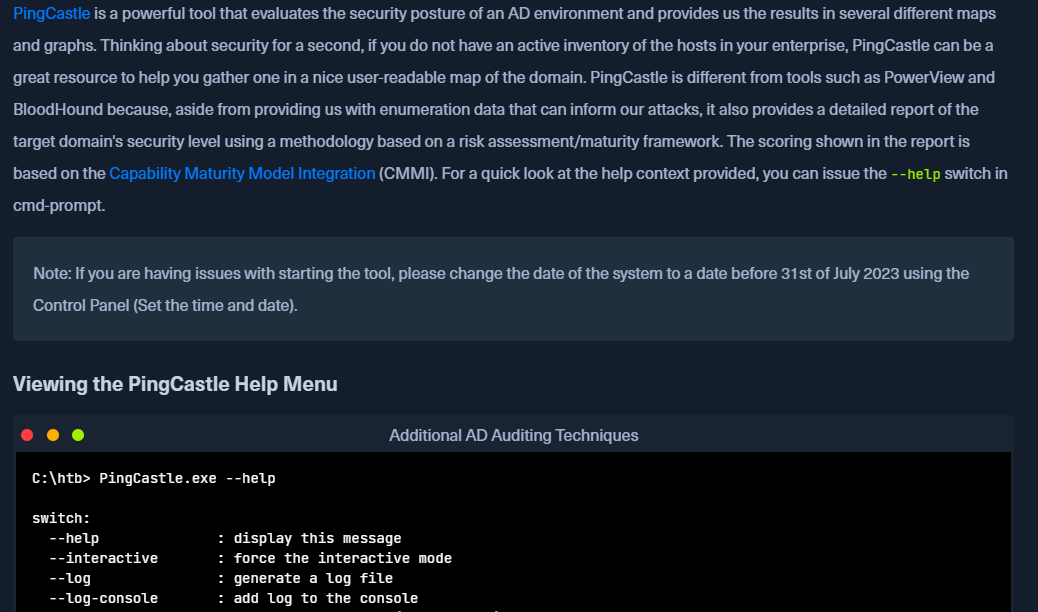 PingCastle is a powerful tool that evaluates the security posture of an AD environment and provides us the results in several different maps
and graphs. Thinking about security for a second, if you do not have an active inventory of the hosts in your enterprise, PingCastle can be a
great resource to help you gather one in a nice user-readable map of the domain. PingCastle is different from tools such as PowerView and
BloodHound because, aside from providing us with enumeration data that can inform our attacks, it also provides a detailed report of the
target domain's security level using a methodology based on a risk assessment/maturity framework. The scoring shown in the report is
based on the Capability Maturity Model Integration (CMMI). For a quick look at the help context provided, you can issue the --help switch in
cmd-prompt.
Note: If you are having issues with starting the tool, please change the date of the system to a date before 31st of July 2023 using the
Control Panel (Set the time and date).
Viewing the PingCastle Help Menu
Additional AD Auditing Techniques
C:\htb> PingCastle.exe --help
switch:
--help : display this message
--interactive : force the interactive mode
--log : generate a log file
--log-console : add log to the console